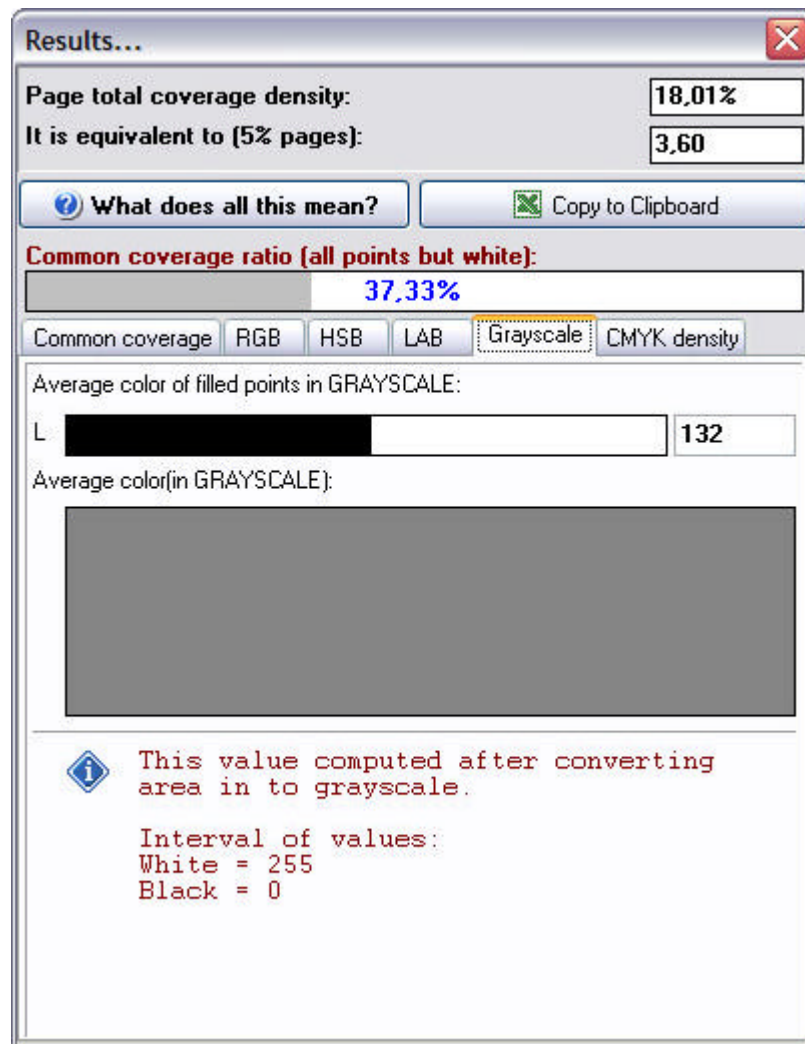 Results...
Page total coverage density: 18,01%
It is equivalent to (5% pages): 3,60
What does all this mean? Copy to Clipboard
Common coverage ratio (all points but white):
37,33%
Common coverage RGB HSB LAB Grayscale CMYK density
Average color of filled points in GRAYSCALE:
L 132
Average color(in GRAYSCALE):
This value computed after converting
area in to grayscale.
Interval of values:
White = 255
Black = 0